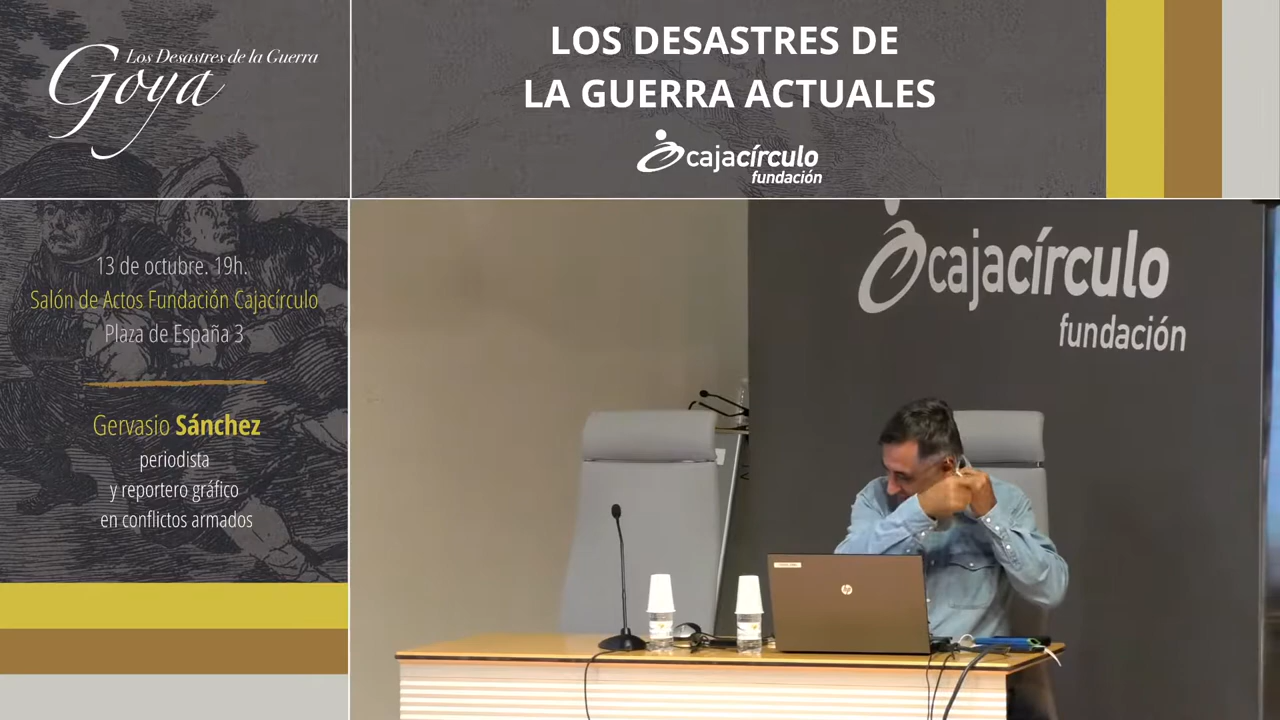 Los Desastres de la Guerra
Goya
LOS DESASTRES DE
LA GUERRA ACTUALES
cajacírculo
fundación
13 de octubre. 19h.
Salón de Actos Fundación Cajacírculo
Plaza de España 3
Gervasio Sánchez
periodista
y reportero gráfico
en conflictos armados
cajacírculo
fundación
hp